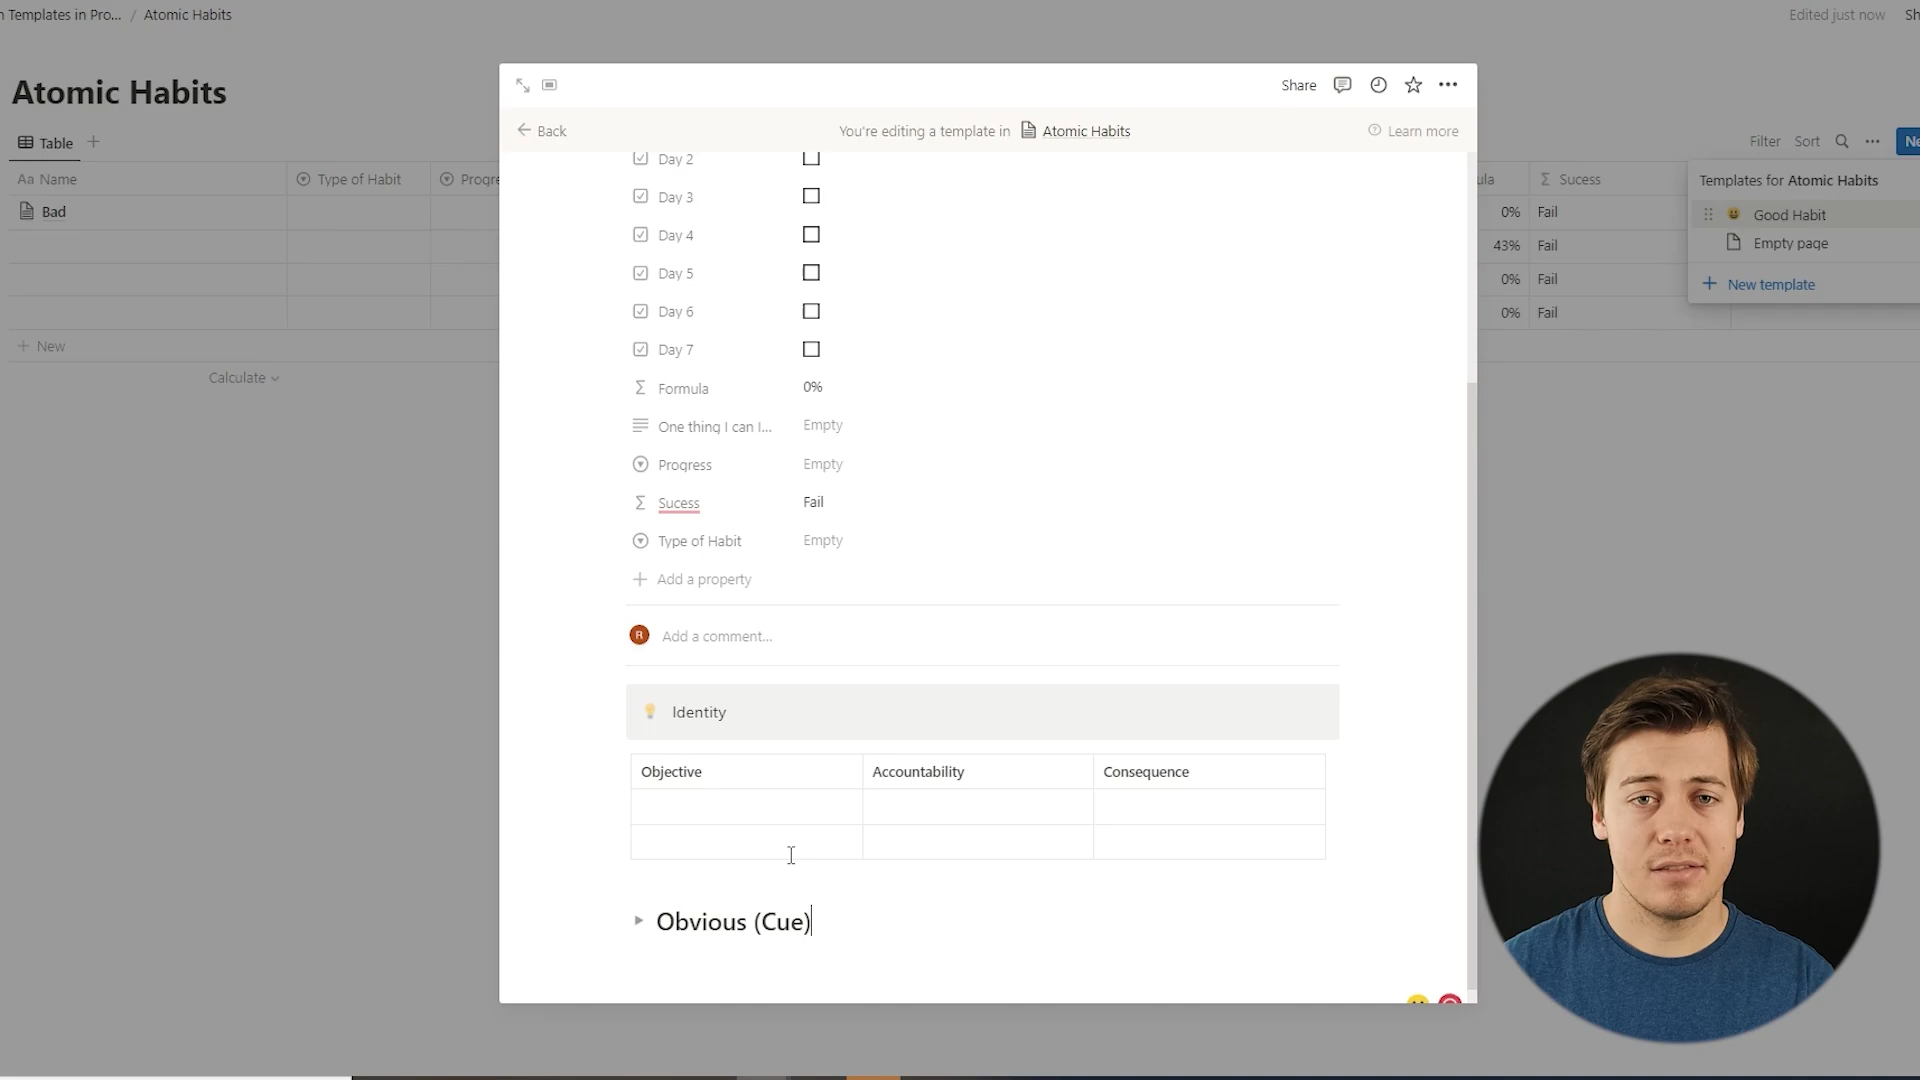 n Templates in Pro... / Atomic Habits
Edited just now
Sh
Atomic Habits
Table
Filter Sort
Ne
Aa Name
Type of Habit
Progre
Bad
New
Calculate
Share
Back
You're editing a template in Atomic Habits
Learn more
Day 2
Day 3
Day 4
Day 5
Day 6
Day 7
Formula 0%
One thing I can I... Empty
Progress Empty
Sucess Fail
Type of Habit Empty
Add a property
R Add a comment...
Identity
Objective Accountability Consequence
Obvious (Cue)
ula Σ Sucess
0% Fail
43% Fail
0% Fail
0% Fail
Templates for Atomic Habits
Good Habit
Empty page
New template